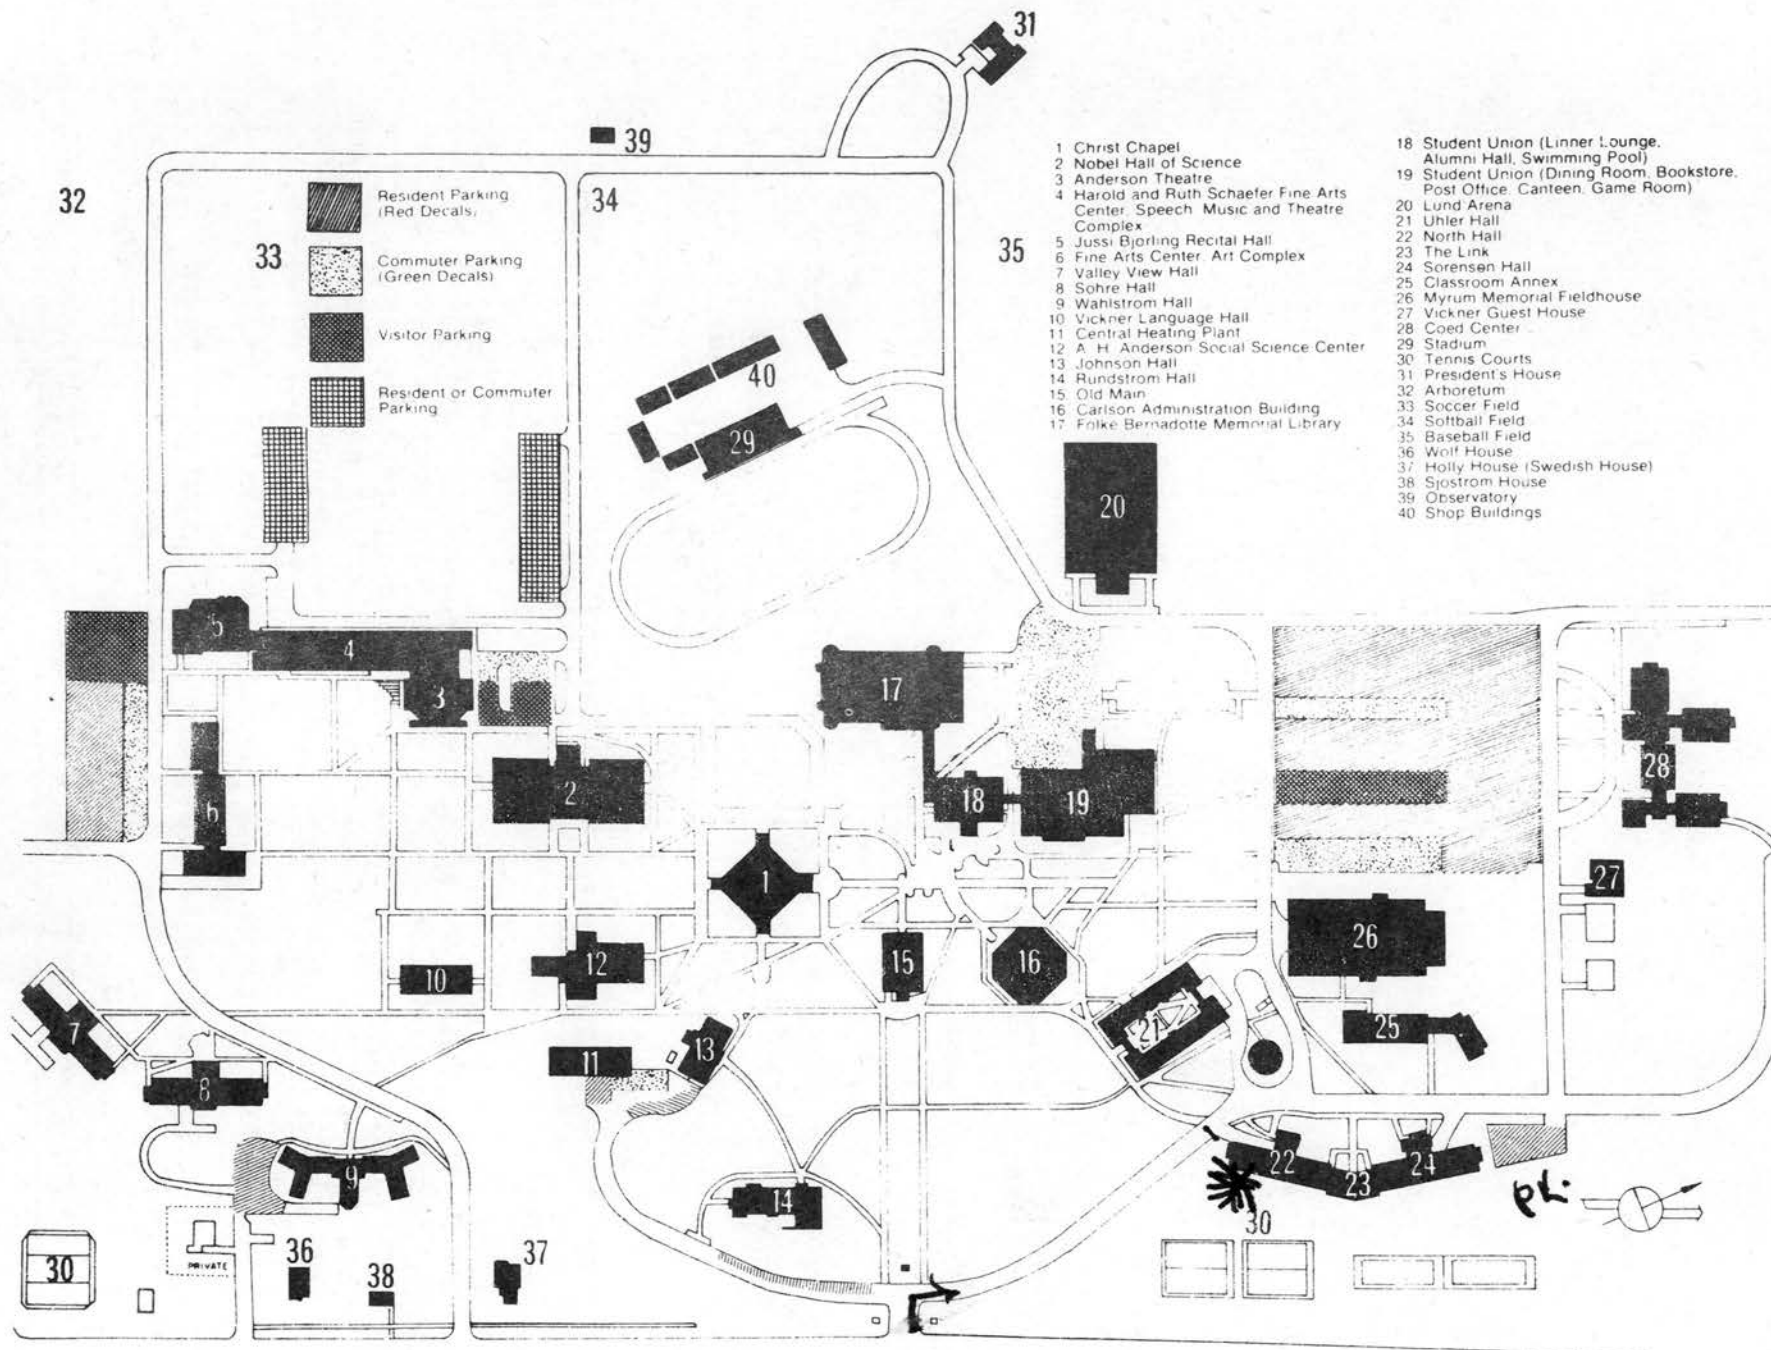 31
39
32
Resident Parking
(Red Decals)
34
33
Commuter Parking
(Green Decals)
Visitor Parking
Resident or Commuter
Parking
35
1 Christ Chapel
2 Nobel Hall of Science
3 Anderson Theatre
4 Harold and Ruth Schaefer Fine Arts
Center, Speech Music and Theatre
Complex
5 Jussi Bjorling Recital Hall
6 Fine Arts Center, Art Complex
7 Valley View Hall
8 Sohre Hall
9 Wahlstrom Hall
10 Vickner Language Hall
11 Central Heating Plant
12 A. H. Anderson Social Science Center
13 Johnson Hall
14 Rundstrom Hall
15 Old Main
16 Carlson Administration Building
17 Folke Bernadotte Memorial Library
18 Student Union (Linner Lounge,
Alumni Hall, Swimming Pool)
19 Student Union (Dining Room, Bookstore,
Post Office, Canteen, Game Room)
20 Lund Arena
21 Uhler Hall
22 North Hall
23 The Link
24 Sorensen Hall
25 Classroom Annex
26 Myrum Memorial Fieldhouse
27 Vickner Guest House
28 Coed Center
29 Stadium
30 Tennis Courts
31 President's House
32 Arboretum
33 Soccer Field
34 Softball Field
35 Baseball Field
36 Wolf House
37 Holly House (Swedish House)
38 Sjostrom House
39 Observatory
40 Shop Buildings
40
29
20
5
4
3
17
2
18
19
28
6
1
27
26
12
15
16
10
7
21
25
11
13
8
9
22
24
23
14
PK.
30
36
37
38
30
PRIVATE